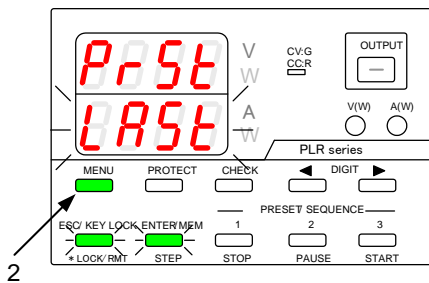 PrSt
V
W
CV:G
CC:R
OUTPUT
LASt
A
W
V(W) A(W)
PLR series
MENU PROTECT CHECK ◄ DIGIT ►
PRESET/ SEQUENCE
ESC/ KEY LOCK ENTER/MEM 1 2 3
* LOCK/ RMT STEP STOP PAUSE START
2